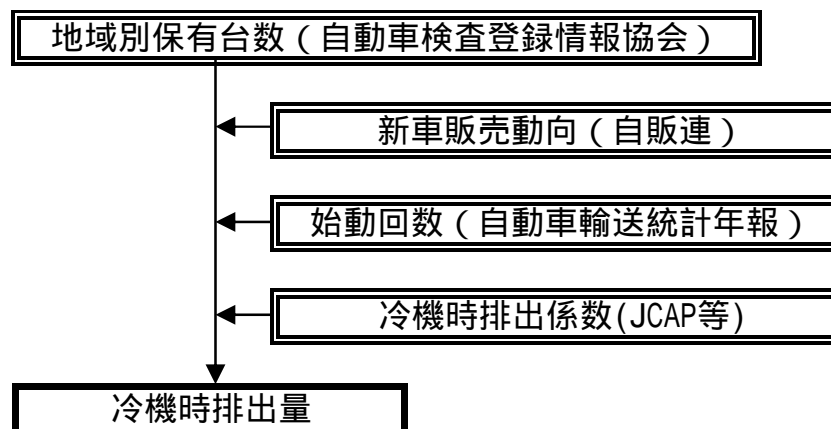 地域別保有台数（自動車検査登録情報協会）
新車販売動向（自販連）
始動回数（自動車輸送統計年報）
冷機時排出係数(JCAP等)
冷機時排出量